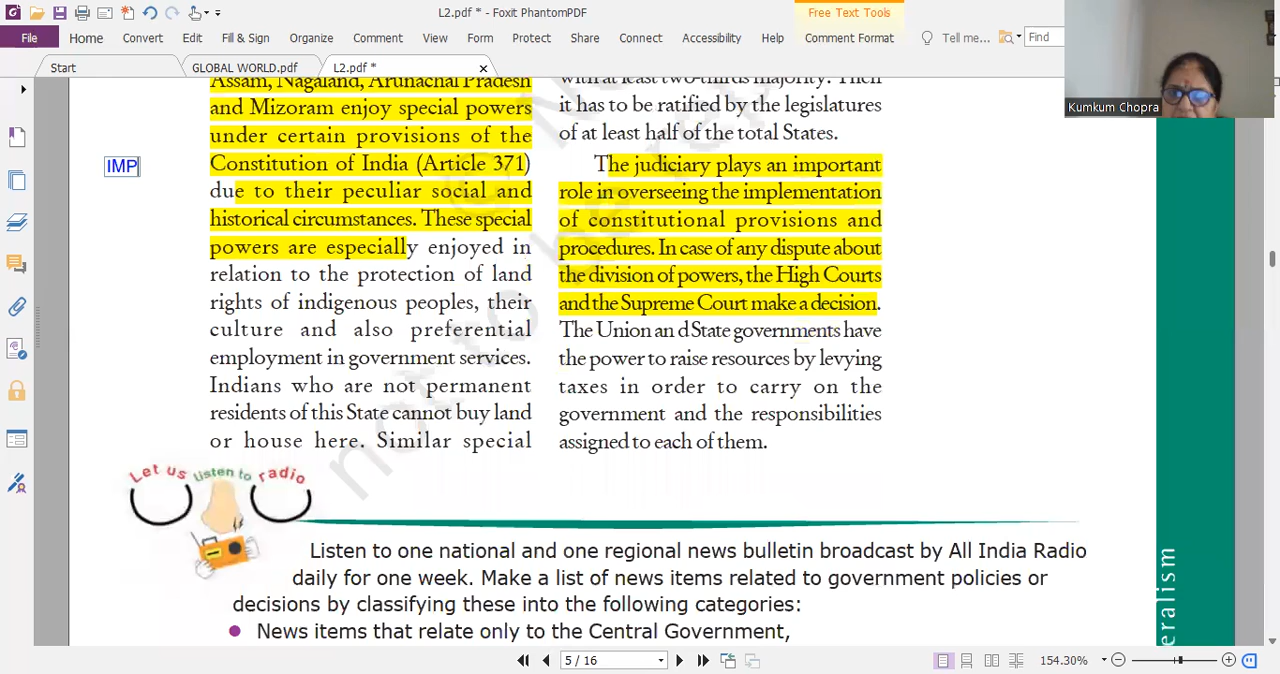 L2.pdf * - Foxit PhantomPDF
Free Text Tools
File Home Convert Edit Fill & Sign Organize Comment View Form Protect Share Connect Accessibility Help Comment Format Tell me... Find
Start GLOBAL WORLD.pdf L2.pdf *
Kumkum Chopra
IMP
Assam, Nagaland, Arunachal Pradesh
and Mizoram enjoy special powers
under certain provisions of the
Constitution of India (Article 371)
due to their peculiar social and
historical circumstances. These special
powers are especially enjoyed in
relation to the protection of land
rights of indigenous peoples, their
culture and also preferential
employment in government services.
Indians who are not permanent
residents of this State cannot buy land
or house here. Similar special
with at least two-thirds majority. Then
it has to be ratified by the legislatures
of at least half of the total States.
The judiciary plays an important
role in overseeing the implementation
of constitutional provisions and
procedures. In case of any dispute about
the division of powers, the High Courts
and the Supreme Court make a decision.
The Union an d State governments have
the power to raise resources by levying
taxes in order to carry on the
government and the responsibilities
assigned to each of them.
Let us listen to radio
Listen to one national and one regional news bulletin broadcast by All India Radio
daily for one week. Make a list of news items related to government policies or
decisions by classifying these into the following categories:
News items that relate only to the Central Government,
eralism
not to be re
5 / 16
154.30%